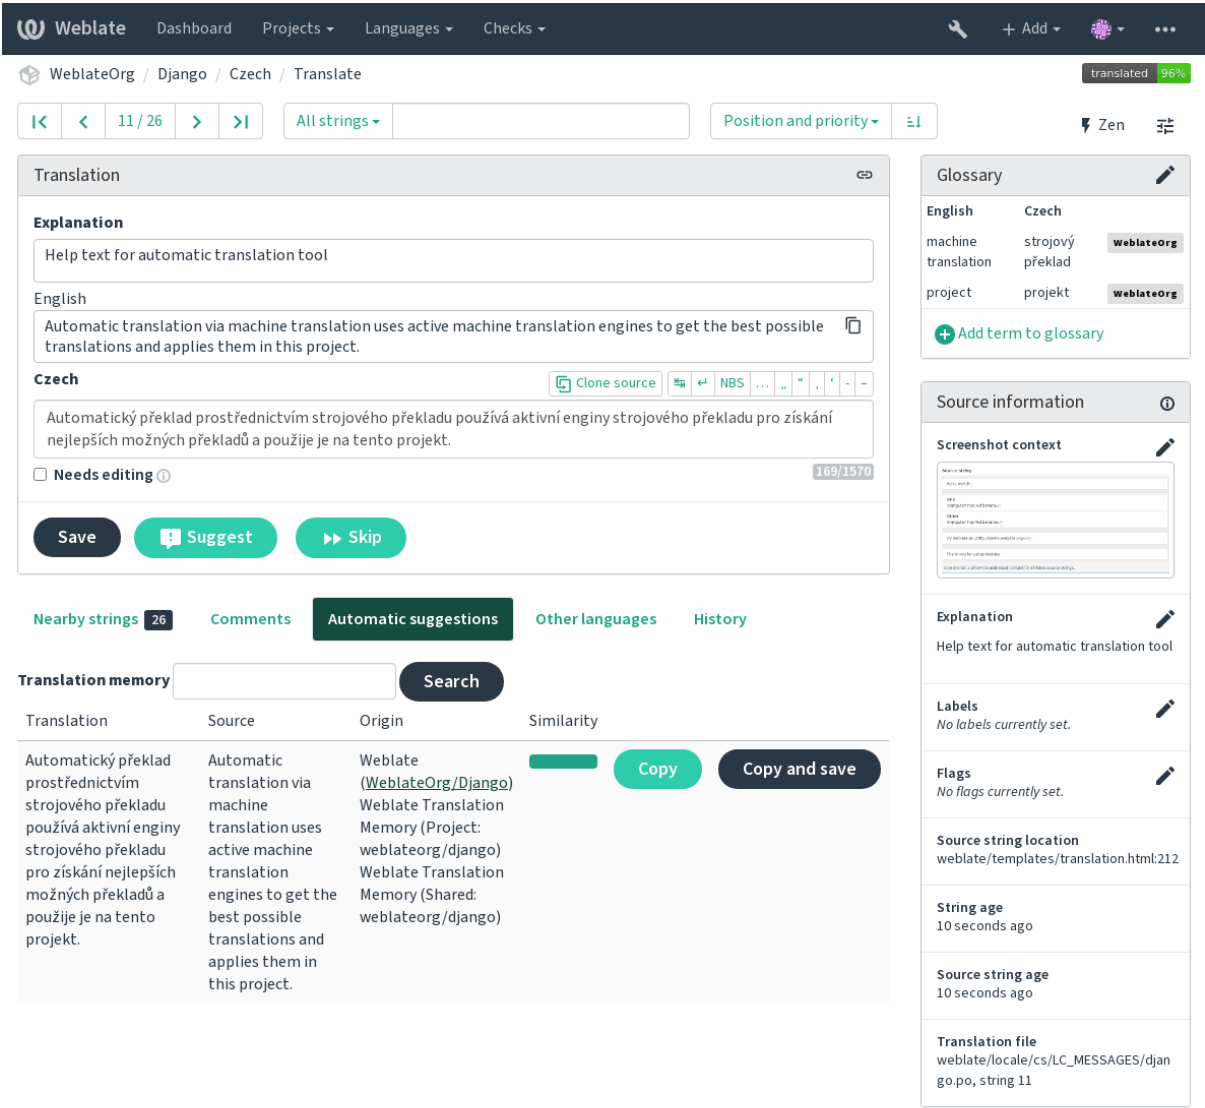 Weblate Dashboard Projects Languages Checks Add
WeblateOrg / Django / Czech / Translate
translated 96%
11 / 26 All strings Position and priority Zen
Translation
Explanation
Help text for automatic translation tool
English
Automatic translation via machine translation uses active machine translation engines to get the best possible
translations and applies them in this project.
Czech
Clone source NBS … „ “ ‚ ‘ - –
Automatický překlad prostřednictvím strojového překladu používá aktivní enginy strojového překladu pro získání
nejlepších možných překladů a použije je na tento projekt.
Needs editing
169/1570
Save Suggest Skip
Nearby strings 26 Comments Automatic suggestions Other languages History
Translation memory Search
Translation Source Origin Similarity
Automatický překlad
prostřednictvím
strojového překladu
používá aktivní enginy
strojového překladu
pro získání nejlepších
možných překladů a
použije je na tento
projekt.
Automatic
translation via
machine
translation uses
active machine
translation
engines to get the
best possible
translations and
applies them in
this project.
Weblate
(WeblateOrg/Django)
Weblate Translation
Memory (Project:
weblateorg/django)
Weblate Translation
Memory (Shared:
weblateorg/django)
Copy Copy and save
Glossary
English Czech
machine
translation
strojový
překlad
WeblateOrg
project projekt WeblateOrg
Add term to glossary
Source information
Screenshot context
Explanation
Help text for automatic translation tool
Labels
No labels currently set.
Flags
No flags currently set.
Source string location
weblate/templates/translation.html:212
String age
10 seconds ago
Source string age
10 seconds ago
Translation file
weblate/locale/cs/LC_MESSAGES/djan
go.po, string 11